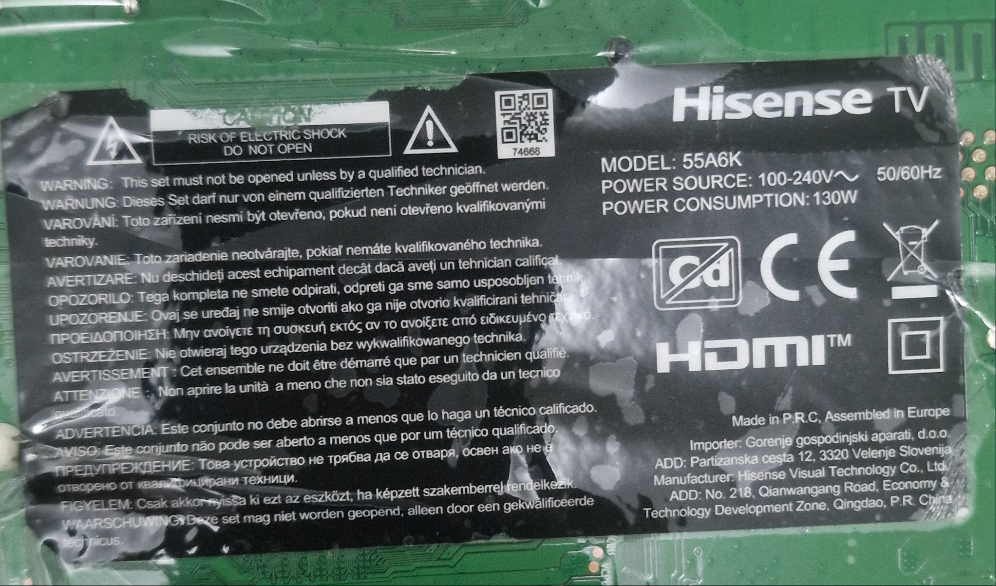 CAUTION
RISK OF ELECTRIC SHOCK
DO NOT OPEN
74668
WARNING: This set must not be opened unless by a qualified technician.
WARNUNG: Dieses Set darf nur von einem qualifizierten Techniker geöffnet werden.
VAROVÁNÍ: Toto zařízení nesmí být otevřeno, pokud není otevřeno kvalifikovanými
techniky.
VAROVANIE: Toto zariadenie neotvárajte, pokiaľ nemáte kvalifikovaného technika.
AVERTIZARE: Nu deschideți acest echipament decât dacă aveți un tehnician calificat
OPOZORILO: Tega kompleta ne smete odpirati, odpreti ga sme samo usposobljen tehnik
UPOZORENJE: Ovaj se uređaj ne smije otvoriti ako ga nije otvorio kvalificirani tehničar
ΠΡΟΕΙΔΟΠΟΙΗΣΗ: Μην ανοίγετε τη συσκευή εκτός αν το ανοίξετε από ειδικευμένο τεχνικό.
OSTRZEŻENIE: Nie otwieraj tego urządzenia bez wykwalifikowanego technika.
AVERTISSEMENT : Cet ensemble ne doit être démarré que par un technicien qualifié.
ATTENZIONE : Non aprire la unità a meno che non sia stato eseguito da un tecnico
qualificato.
ADVERTENCIA: Este conjunto no debe abrirse a menos que lo haga un técnico calificado.
AVISO: Este conjunto não pode ser aberto a menos que por um técnico qualificado.
ПРЕДУПРЕЖДЕНИЕ: Това устройство не трябва да се отваря, освен ако не е
отворено от квалифицирани техници.
FIGYELEM: Csak akkor nyissa ki ezt az eszközt, ha képzett szakemberrel rendelkezik.
WAARSCHUWING: Deze set mag niet worden geopend, alleen door een gekwalificeerde
technicus.
Hisense TV
MODEL: 55A6K
POWER SOURCE: 100-240V~ 50/60Hz
POWER CONSUMPTION: 130W
Cd CE
HDMI™
Made in P.R.C, Assembled in Europe
Importer: Gorenje gospodinjski aparati, d.o.o.
ADD: Partizanska cesta 12, 3320 Velenje Slovenija
Manufacturer: Hisense Visual Technology Co., Ltd.
ADD: No. 218, Qianwangang Road, Economy &
Technology Development Zone, Qingdao, P.R. China